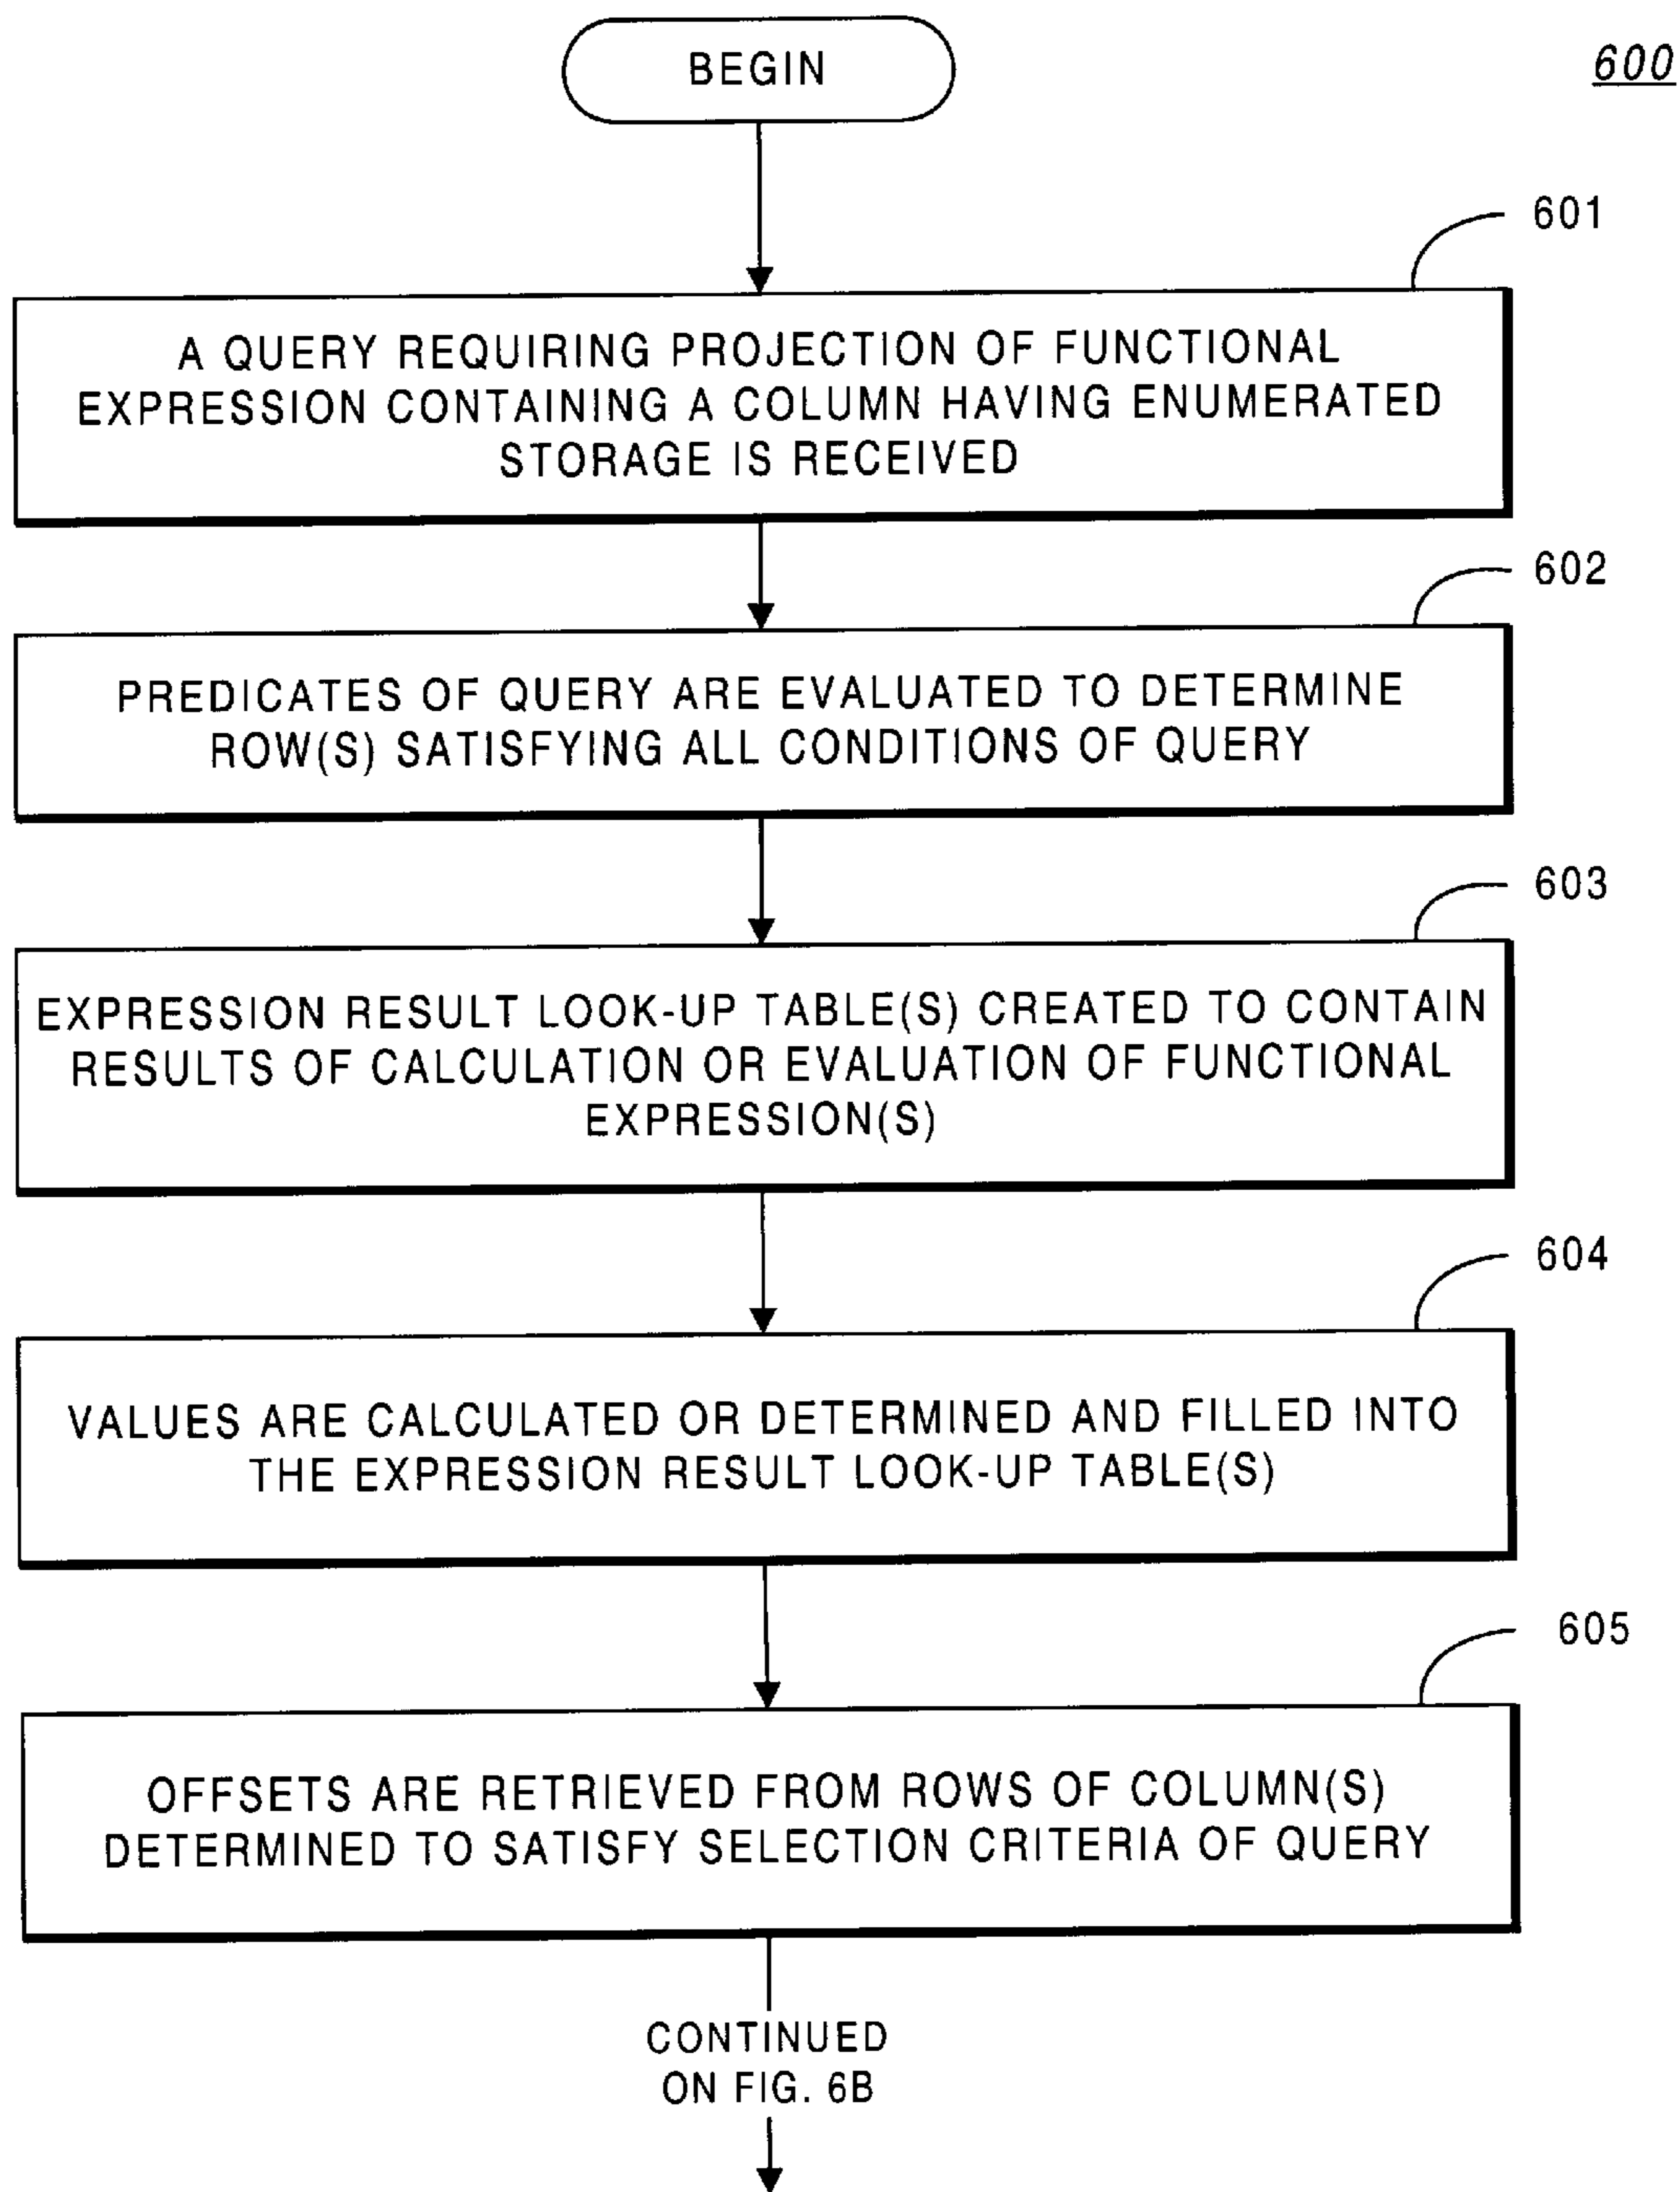 BEGIN
600
601
A QUERY REQUIRING PROJECTION OF FUNCTIONAL
EXPRESSION CONTAINING A COLUMN HAVING ENUMERATED
STORAGE IS RECEIVED
602
PREDICATES OF QUERY ARE EVALUATED TO DETERMINE
ROW(S) SATISFYING ALL CONDITIONS OF QUERY
603
EXPRESSION RESULT LOOK-UP TABLE(S) CREATED TO CONTAIN
RESULTS OF CALCULATION OR EVALUATION OF FUNCTIONAL
EXPRESSION(S)
604
VALUES ARE CALCULATED OR DETERMINED AND FILLED INTO
THE EXPRESSION RESULT LOOK-UP TABLE(S)
605
OFFSETS ARE RETRIEVED FROM ROWS OF COLUMN(S)
DETERMINED TO SATISFY SELECTION CRITERIA OF QUERY
CONTINUED
ON FIG. 6B